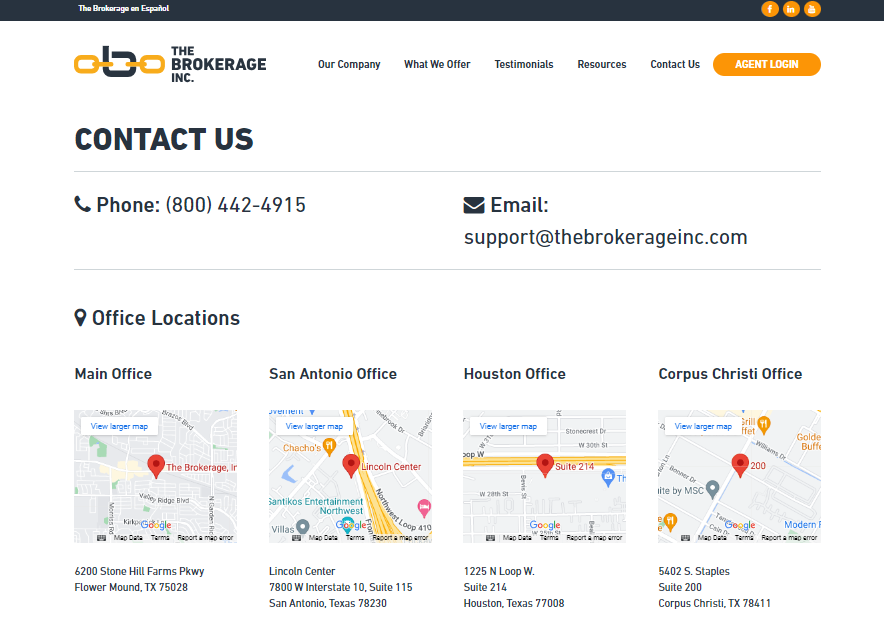 The Brokerage en Español
THE
BROKERAGE
INC.
Our Company
What We Offer
Testimonials
Resources
Contact Us
AGENT LOGIN
CONTACT US
Phone: (800) 442-4915
Email:
support@thebrokerageinc.com
Office Locations
Main Office
San Antonio Office
Houston Office
Corpus Christi Office
View larger map
The Brokerage, In
Valley Ridge Blvd
Google
Map Data Terms Report a map error
View larger map
Chacho's
Lincoln Center
Santikos Entertainment
Northwest
Northwest Loop 410
Villas
Google
Map Data Terms Report a map error
View larger map
Stonecrest Dr
W 30th St
oop W
Suite 214
W 28th St
Google
Map Data Terms Report a map error
View larger map
Grill
ffet
Golde
Buffe
Williams Dr
200
Benner Dr
uite by MSC
Modern F
Google
Map Data Terms Report a map error
6200 Stone Hill Farms Pkwy
Flower Mound, TX 75028
Lincoln Center
7800 W Interstate 10, Suite 115
San Antonio, Texas 78230
1225 N Loop W.
Suite 214
Houston, Texas 77008
5402 S. Staples
Suite 200
Corpus Christi, TX 78411